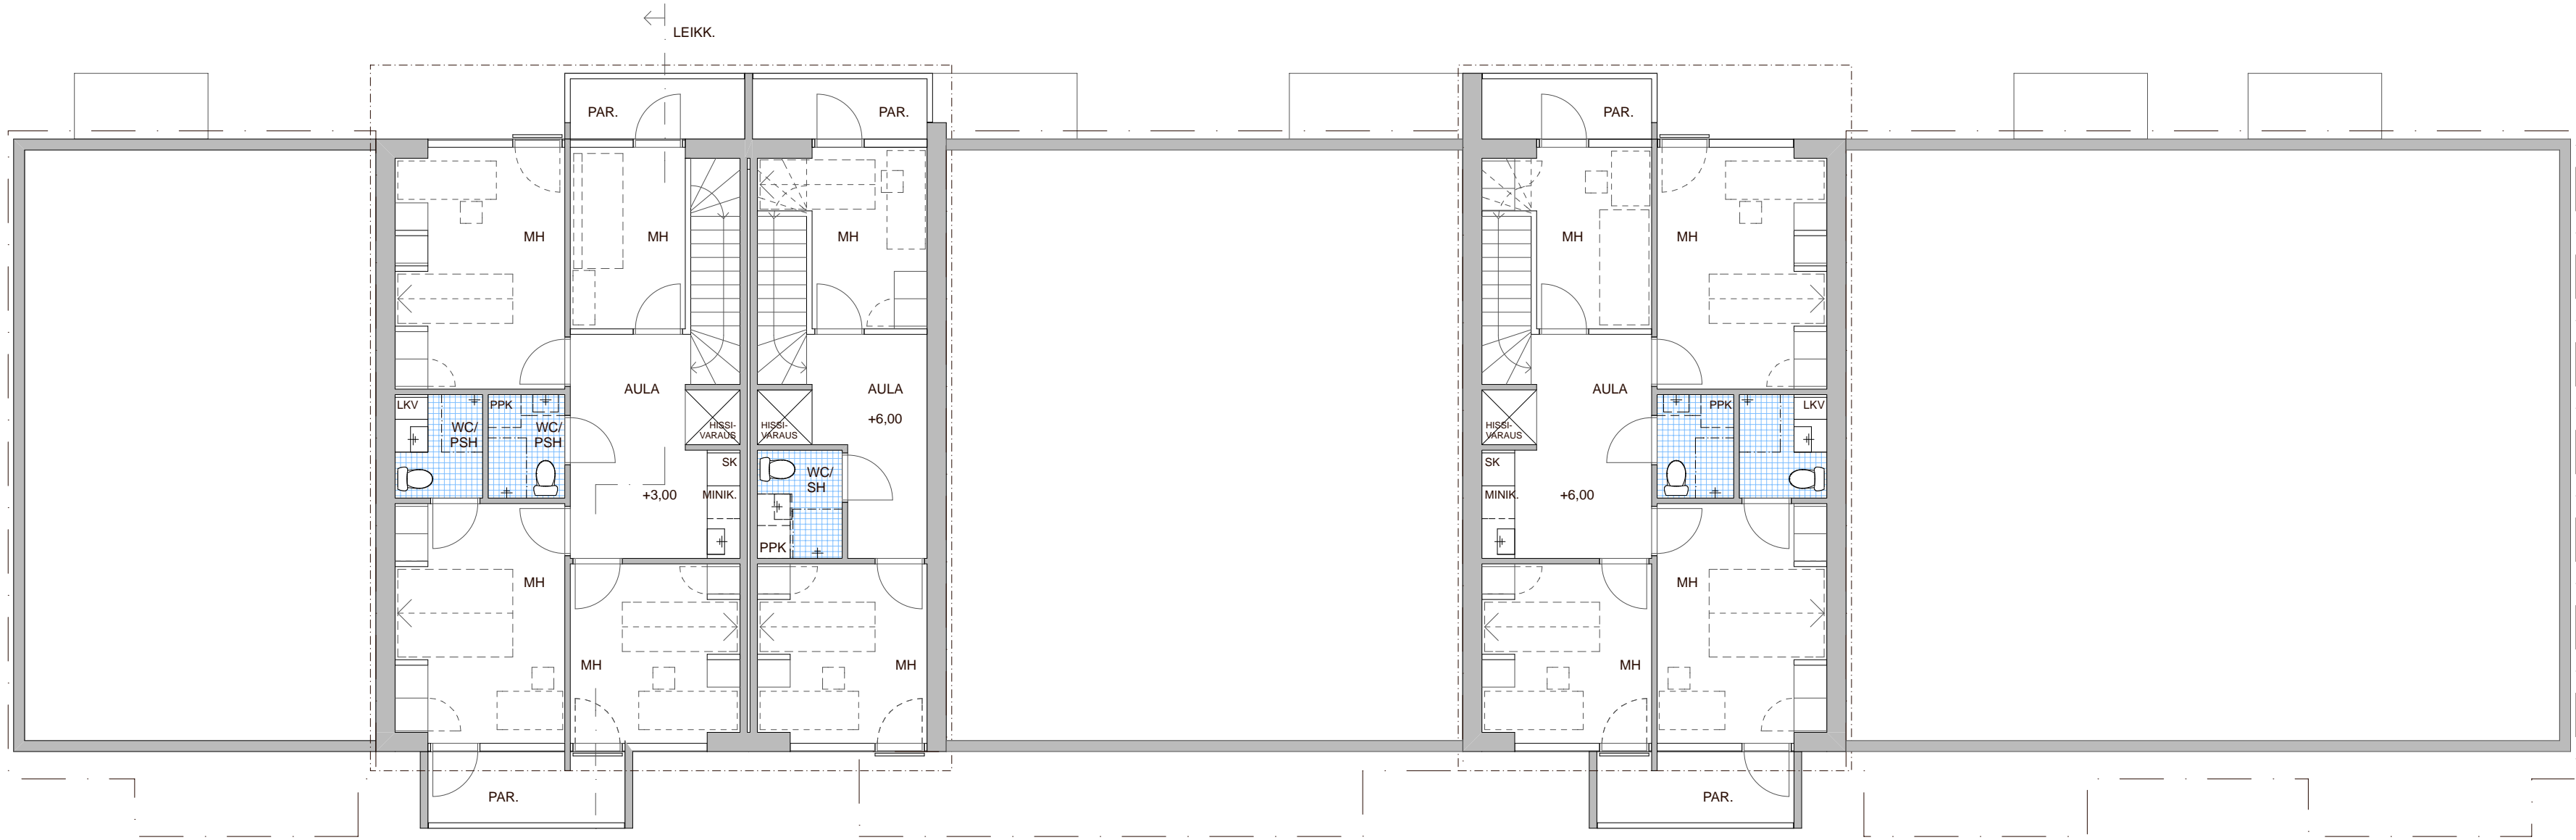 LEIKK.
PAR.
PAR.
PAR.
MH
MH
MH
MH
MH
AULA
AULA
AULA
+6,00
LKV
WC/
PSH
PPK
WC/
PSH
HISSI-
VARAUS
HISSI-
VARAUS
HISSI-
VARAUS
PPK
LKV
SK
MINIK.
+3,00
WC/
SH
PPK
SK
MINIK.
+6,00
MH
MH
MH
MH
MH
MH
PAR.
PAR.